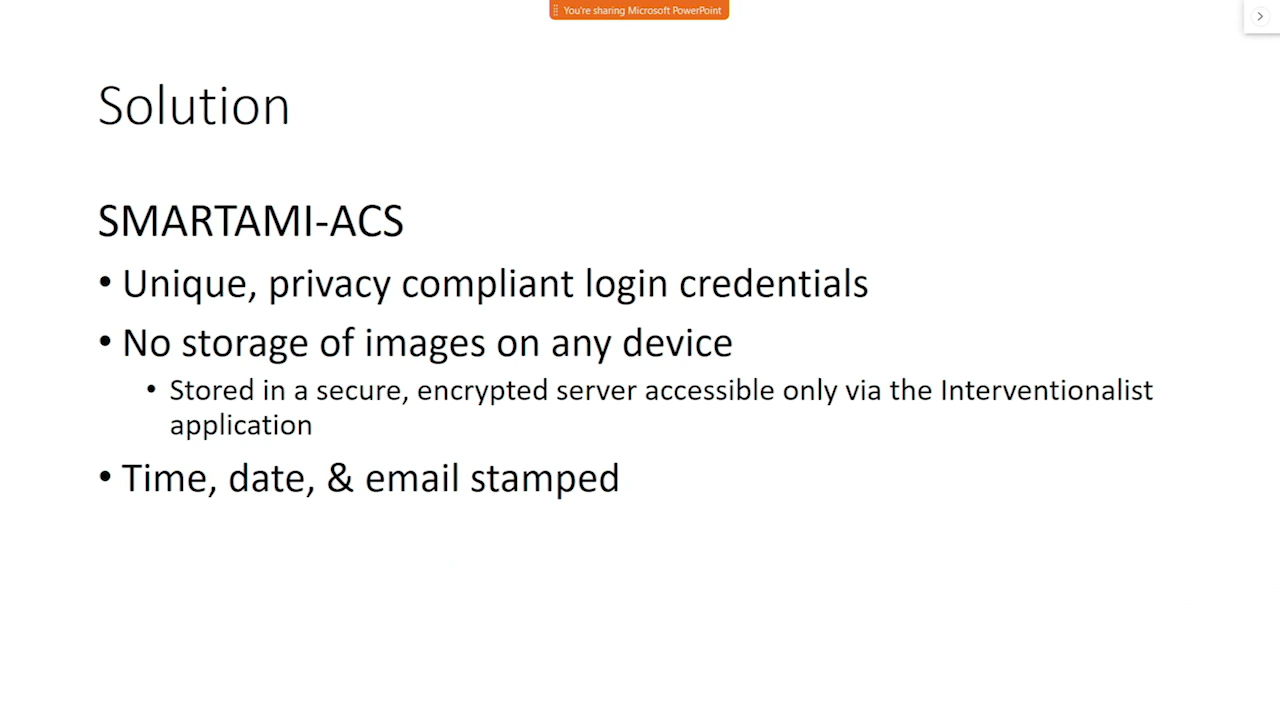 You're sharing Microsoft PowerPoint
Solution
SMARTAMI-ACS
• Unique, privacy compliant login credentials
• No storage of images on any device
• Stored in a secure, encrypted server accessible only via the Interventionalist
application
• Time, date, & email stamped